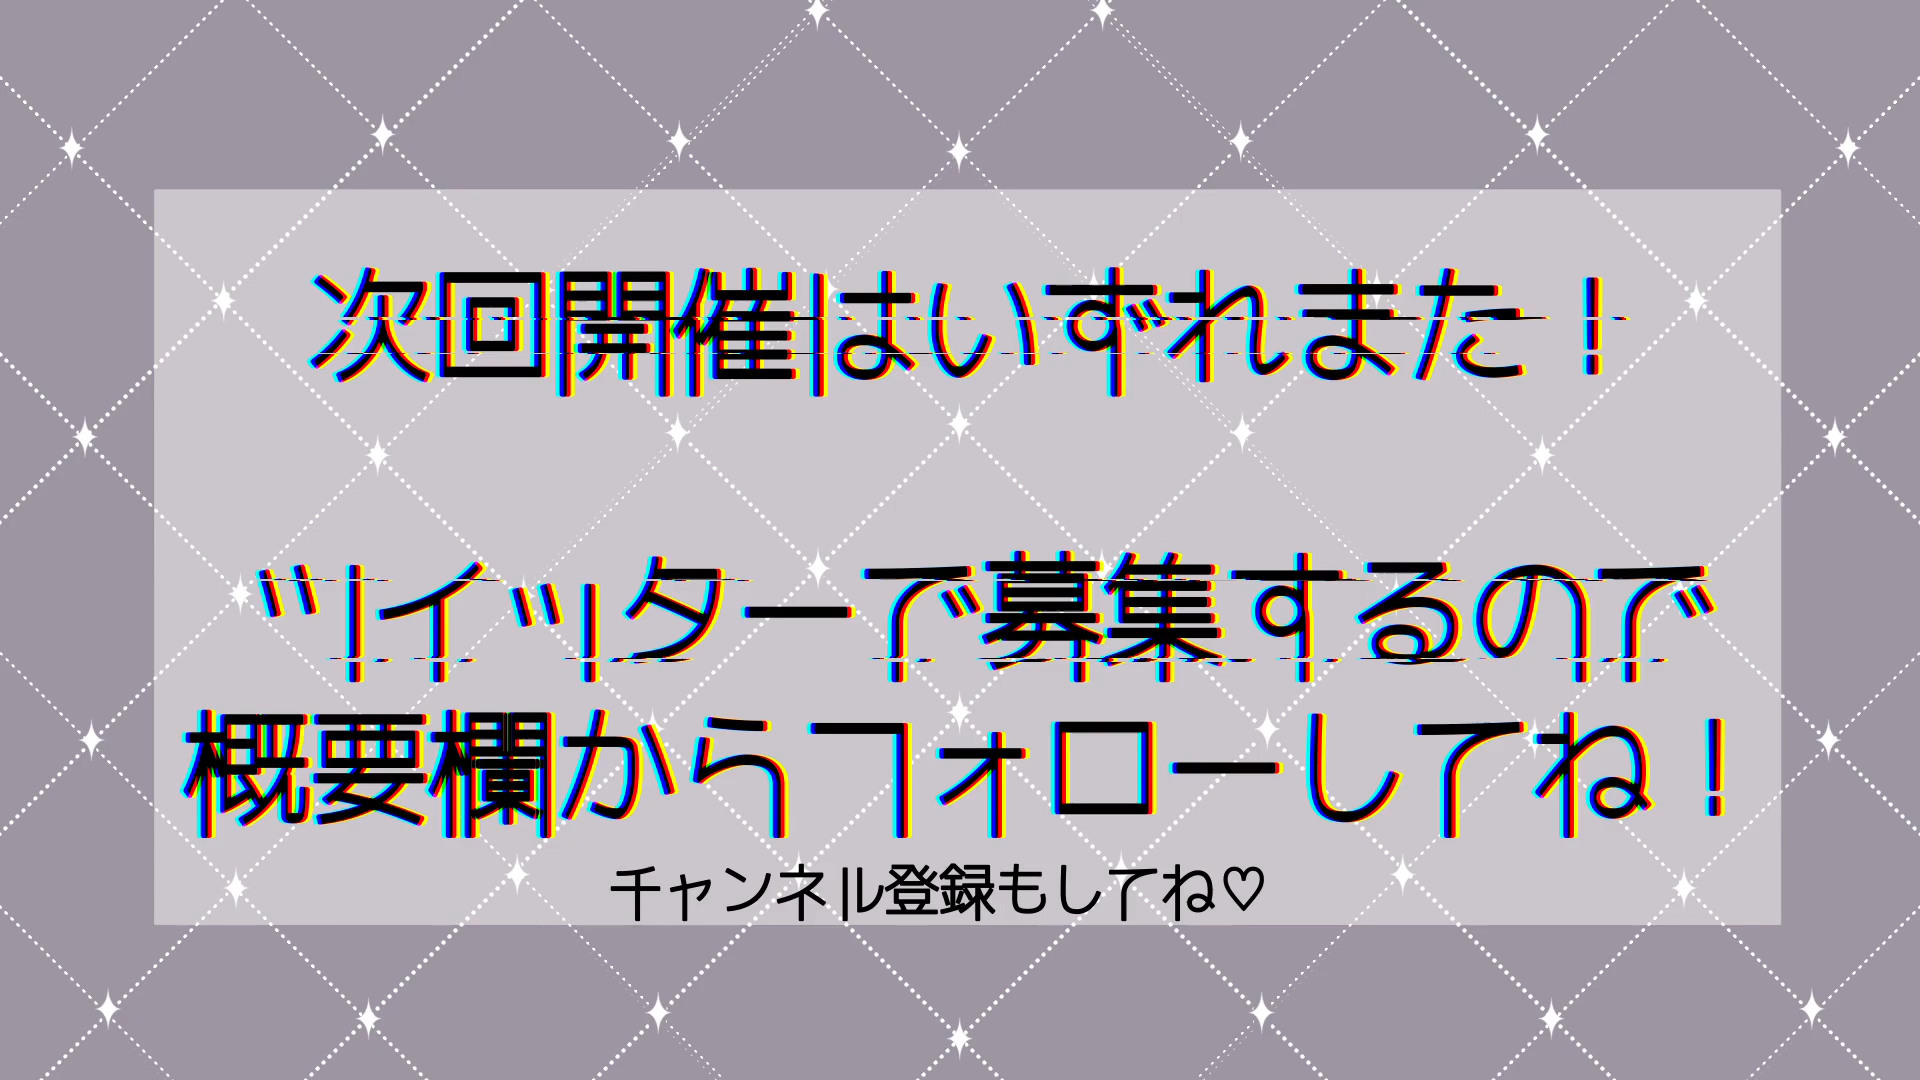 次回開催はいずれまた！
ツイッターで募集するので
概要欄からフォローしてね！
チャンネル登録もしてね♡